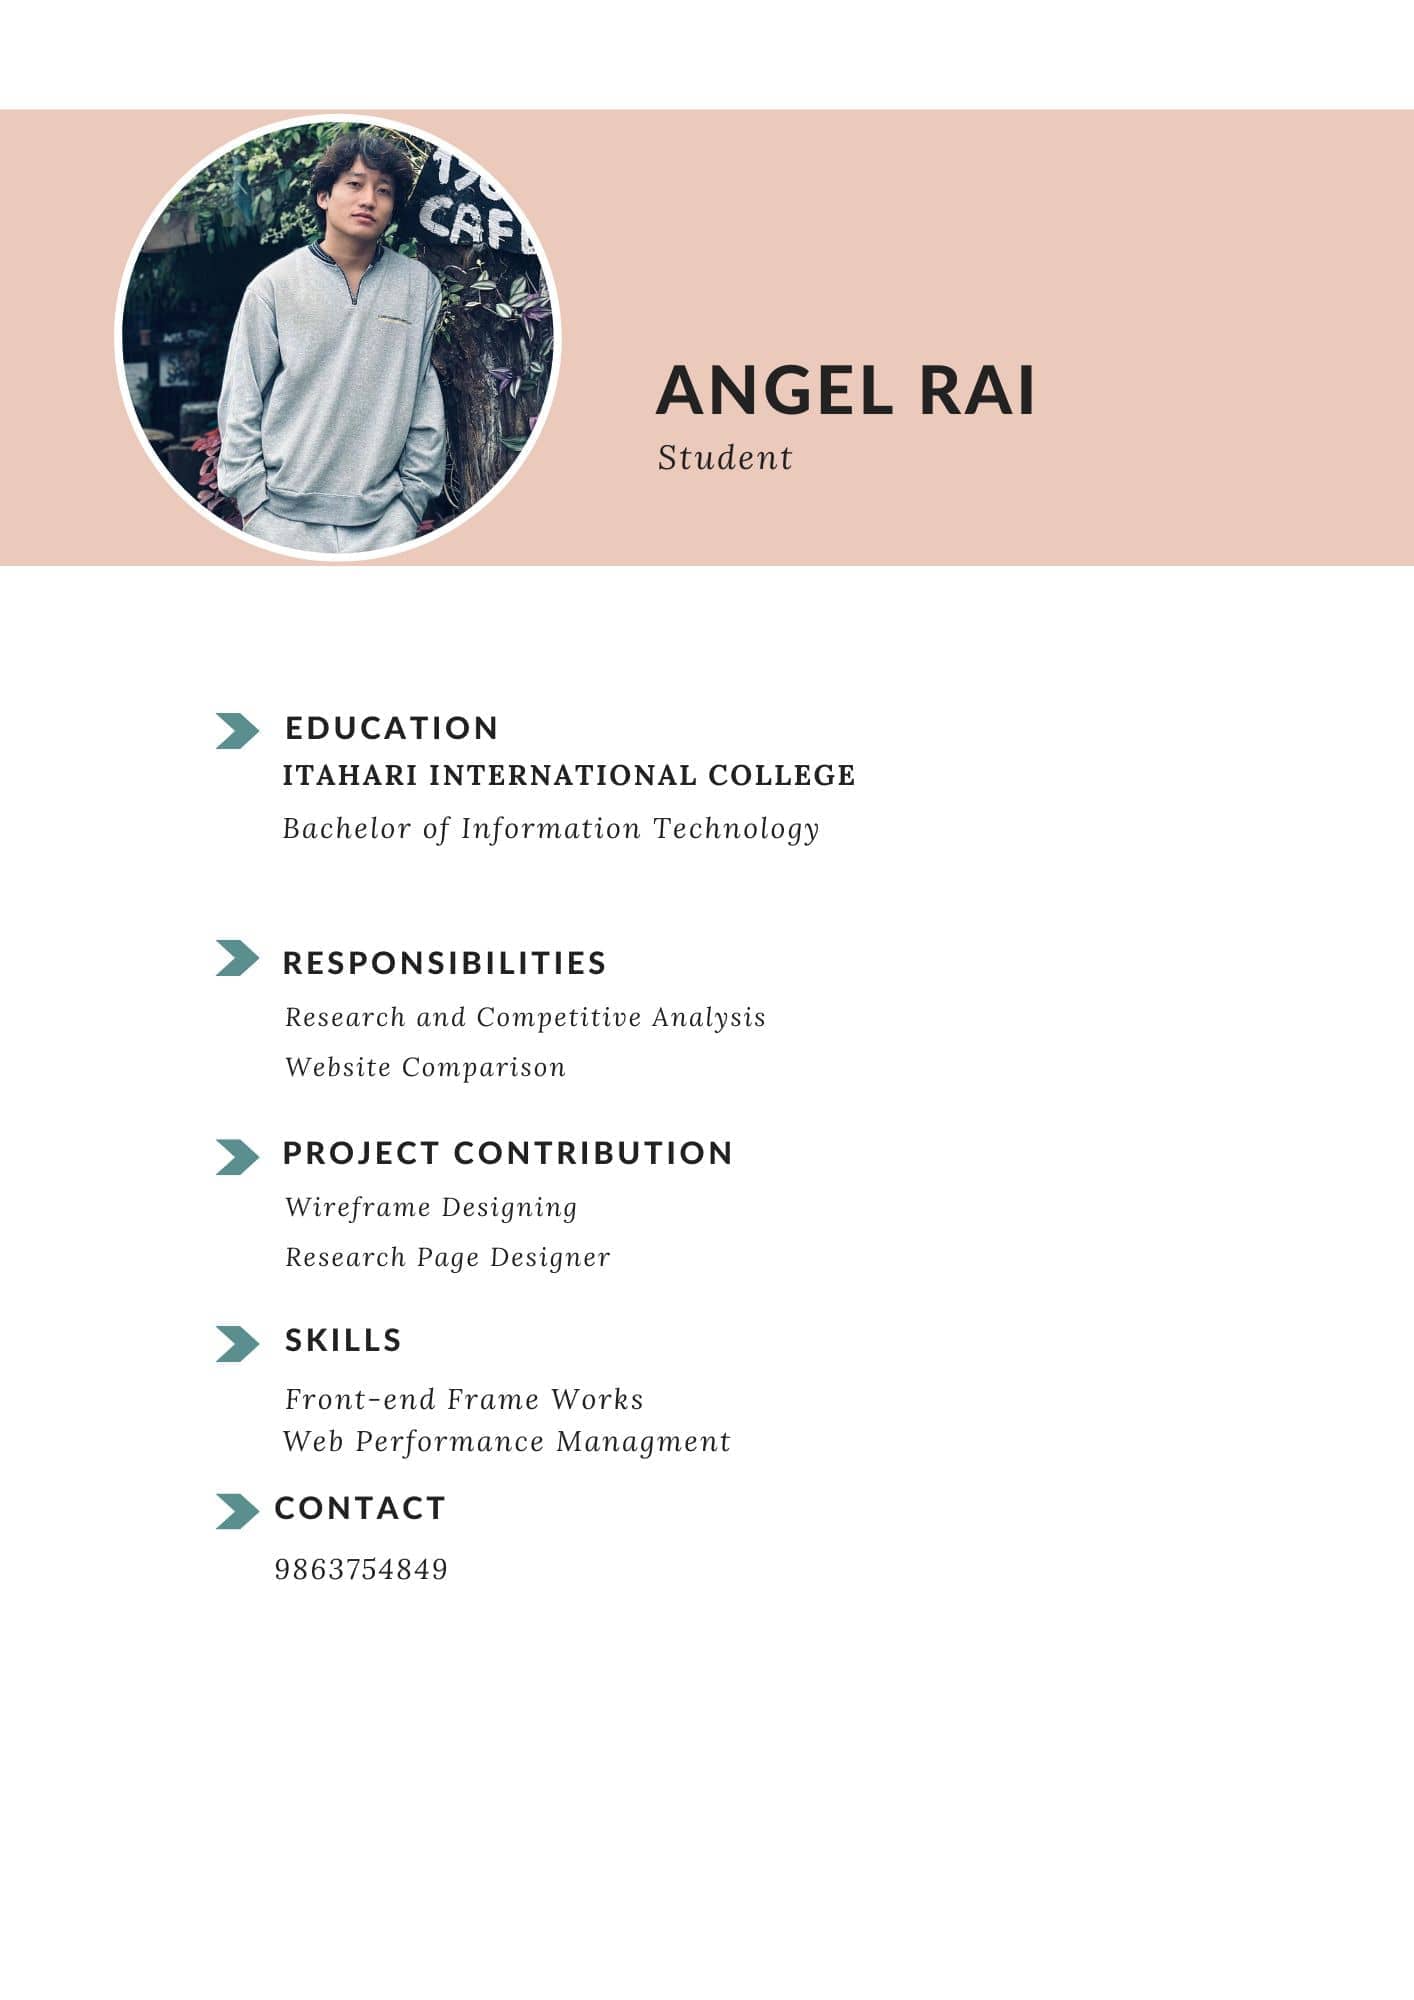 CAFE
ANGEL RAI
Student
EDUCATION
ITAHARI INTERNATIONAL COLLEGE
Bachelor of Information Technology
RESPONSIBILITIES
Research and Competitive Analysis
Website Comparison
PROJECT CONTRIBUTION
Wireframe Designing
Research Page Designer
SKILLS
Front-end Frame Works
Web Performance Managment
CONTACT
9863754849